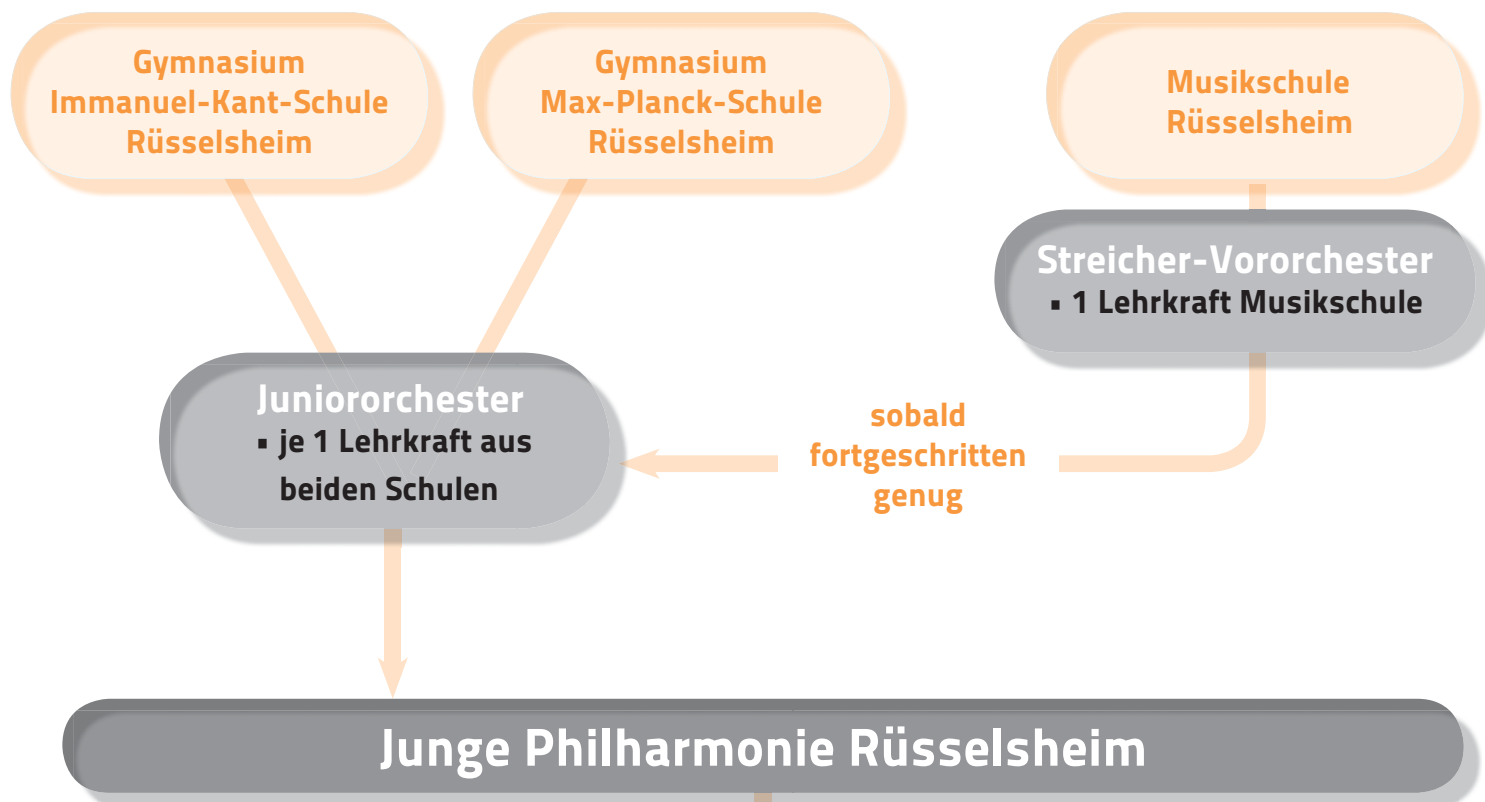 Gymnasium
Immanuel-Kant-Schule
Rüsselsheim
Gymnasium
Max-Planck-Schule
Rüsselsheim
Musikschule
Rüsselsheim
Streicher-Vororchester
▪ 1 Lehrkraft Musikschule
Juniororchester
▪ je 1 Lehrkraft aus
beiden Schulen
sobald
fortgeschritten
genug
Junge Philharmonie Rüsselsheim